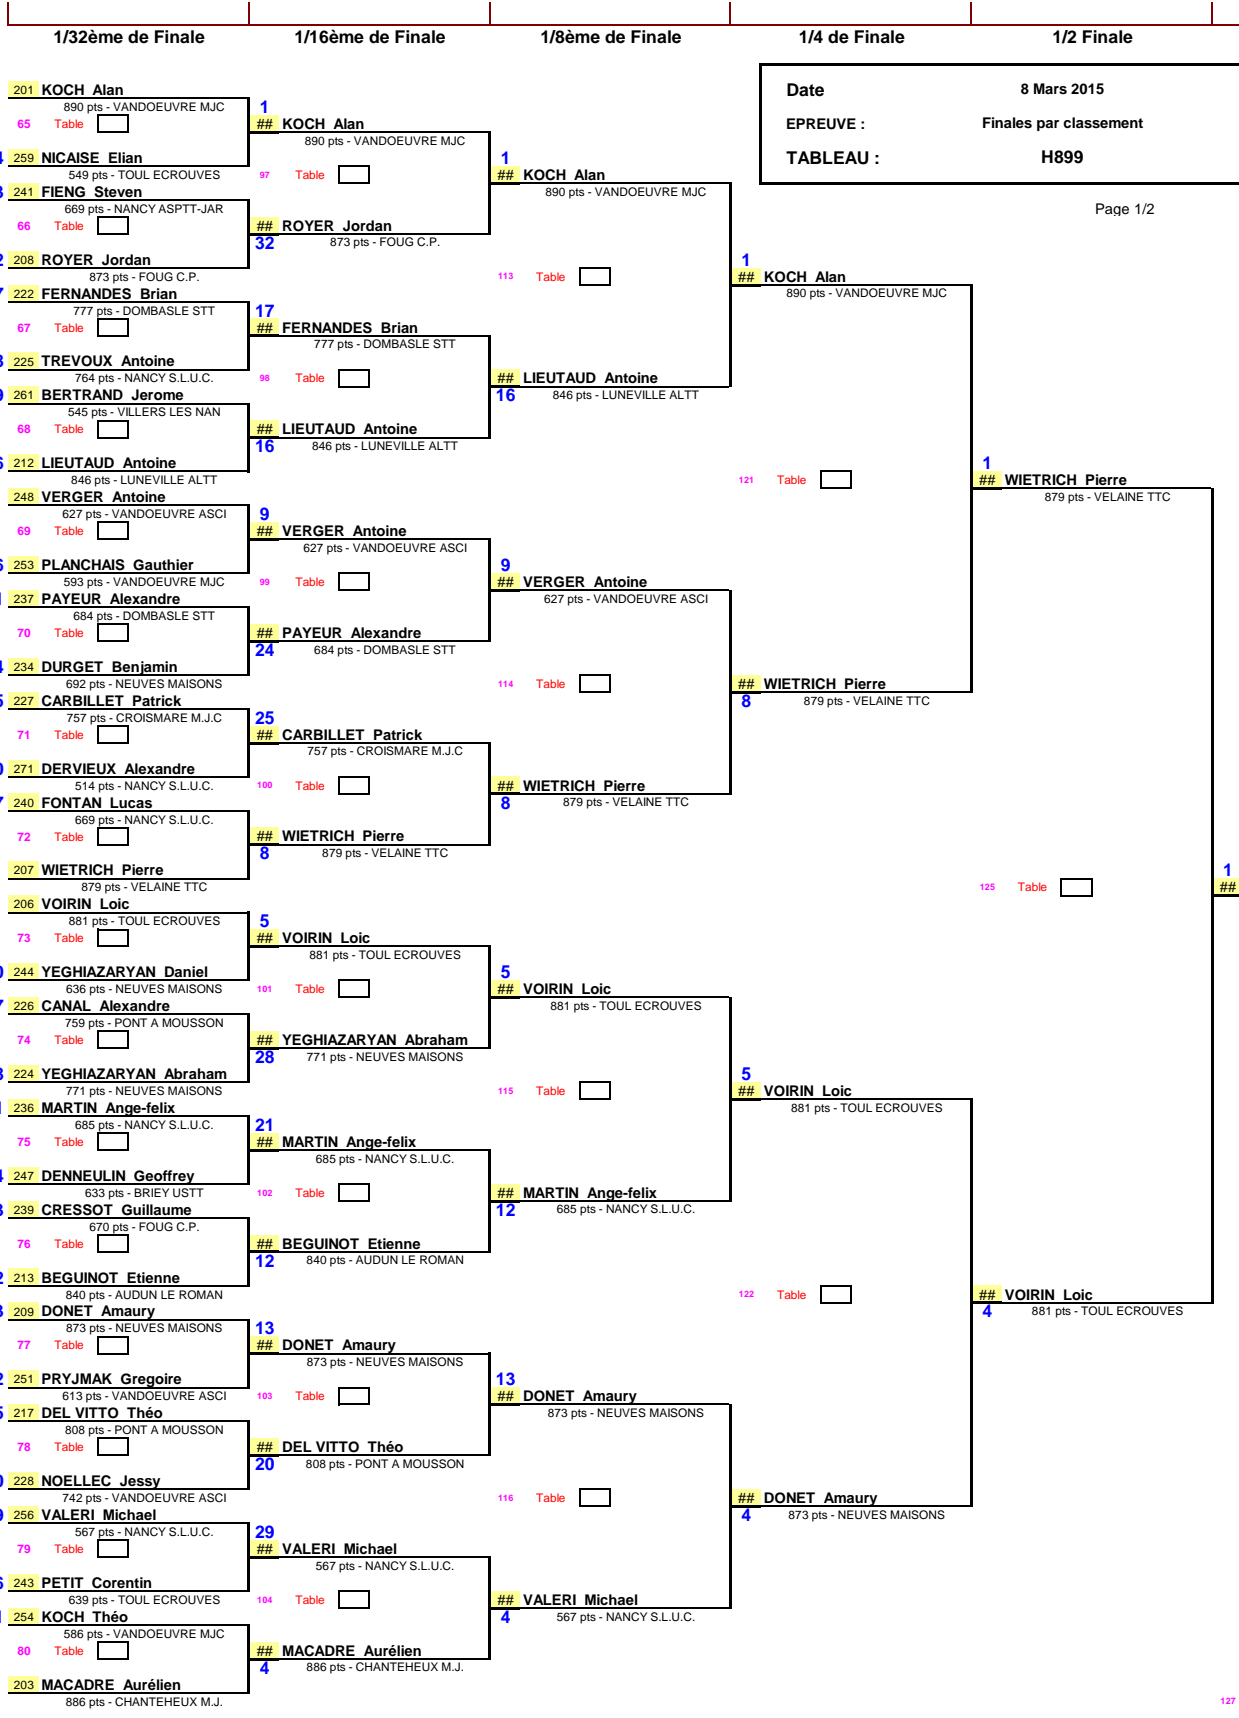 1/32ème de Finale
1/16ème de Finale
1/8ème de Finale
1/4 de Finale
1/2 Finale
Date 8 Mars 2015
EPREUVE : Finales par classement
TABLEAU : H899
Page 1/2
201 KOCH Alan
890 pts - VANDOEUVRE MJC
65 Table
259 NICAISE Elian
549 pts - TOUL ECROUVES
241 FIENG Steven
669 pts - NANCY ASPTT-JAR
66 Table
208 ROYER Jordan
873 pts - FOUG C.P.
222 FERNANDES Brian
777 pts - DOMBASLE STT
67 Table
225 TREVOUX Antoine
764 pts - NANCY S.L.U.C.
261 BERTRAND Jerome
545 pts - VILLERS LES NAN
68 Table
212 LIEUTAUD Antoine
846 pts - LUNEVILLE ALTT
248 VERGER Antoine
627 pts - VANDOEUVRE ASCI
69 Table
253 PLANCHAIS Gauthier
593 pts - VANDOEUVRE MJC
237 PAYEUR Alexandre
684 pts - DOMBASLE STT
70 Table
234 DURGET Benjamin
692 pts - NEUVES MAISONS
227 CARBILLET Patrick
757 pts - CROISMARE M.J.C
71 Table
271 DERVIEUX Alexandre
514 pts - NANCY S.L.U.C.
240 FONTAN Lucas
669 pts - NANCY S.L.U.C.
72 Table
207 WIETRICH Pierre
879 pts - VELAINE TTC
206 VOIRIN Loic
881 pts - TOUL ECROUVES
73 Table
244 YEGHIAZARYAN Daniel
636 pts - NEUVES MAISONS
226 CANAL Alexandre
759 pts - PONT A MOUSSON
74 Table
224 YEGHIAZARYAN Abraham
771 pts - NEUVES MAISONS
236 MARTIN Ange-felix
685 pts - NANCY S.L.U.C.
75 Table
247 DENNEULIN Geoffrey
633 pts - BRIEY USTT
239 CRESSOT Guillaume
670 pts - FOUG C.P.
76 Table
213 BEGUINOT Etienne
840 pts - AUDUN LE ROMAN
209 DONET Amaury
873 pts - NEUVES MAISONS
77 Table
251 PRYJMAK Gregoire
613 pts - VANDOEUVRE ASCI
217 DEL VITTO Théo
808 pts - PONT A MOUSSON
78 Table
228 NOELLEC Jessy
742 pts - VANDOEUVRE ASCI
256 VALERI Michael
567 pts - NANCY S.L.U.C.
79 Table
243 PETIT Corentin
639 pts - TOUL ECROUVES
254 KOCH Théo
586 pts - VANDOEUVRE MJC
80 Table
203 MACADRE Aurélien
886 pts - CHANTEHEUX M.J.
1
## KOCH Alan
890 pts - VANDOEUVRE MJC
97 Table
## ROYER Jordan
32 873 pts - FOUG C.P.
17
## FERNANDES Brian
777 pts - DOMBASLE STT
98 Table
## LIEUTAUD Antoine
16 846 pts - LUNEVILLE ALTT
9
## VERGER Antoine
627 pts - VANDOEUVRE ASCI
99 Table
## PAYEUR Alexandre
24 684 pts - DOMBASLE STT
25
## CARBILLET Patrick
757 pts - CROISMARE M.J.C
100 Table
## WIETRICH Pierre
8 879 pts - VELAINE TTC
5
## VOIRIN Loic
881 pts - TOUL ECROUVES
101 Table
## YEGHIAZARYAN Abraham
28 771 pts - NEUVES MAISONS
21
## MARTIN Ange-felix
685 pts - NANCY S.L.U.C.
102 Table
## BEGUINOT Etienne
12 840 pts - AUDUN LE ROMAN
13
## DONET Amaury
873 pts - NEUVES MAISONS
103 Table
## DEL VITTO Théo
20 808 pts - PONT A MOUSSON
29
## VALERI Michael
567 pts - NANCY S.L.U.C.
104 Table
## MACADRE Aurélien
4 886 pts - CHANTEHEUX M.J.
1
## KOCH Alan
890 pts - VANDOEUVRE MJC
113 Table
## LIEUTAUD Antoine
16 846 pts - LUNEVILLE ALTT
9
## VERGER Antoine
627 pts - VANDOEUVRE ASCI
114 Table
## WIETRICH Pierre
8 879 pts - VELAINE TTC
5
## VOIRIN Loic
881 pts - TOUL ECROUVES
115 Table
## MARTIN Ange-felix
12 685 pts - NANCY S.L.U.C.
13
## DONET Amaury
873 pts - NEUVES MAISONS
116 Table
## VALERI Michael
4 567 pts - NANCY S.L.U.C.
1
## KOCH Alan
890 pts - VANDOEUVRE MJC
121 Table
## WIETRICH Pierre
8 879 pts - VELAINE TTC
5
## VOIRIN Loic
881 pts - TOUL ECROUVES
122 Table
## DONET Amaury
4 873 pts - NEUVES MAISONS
1
## WIETRICH Pierre
879 pts - VELAINE TTC
125 Table
## VOIRIN Loic
4 881 pts - TOUL ECROUVES
1
##
127